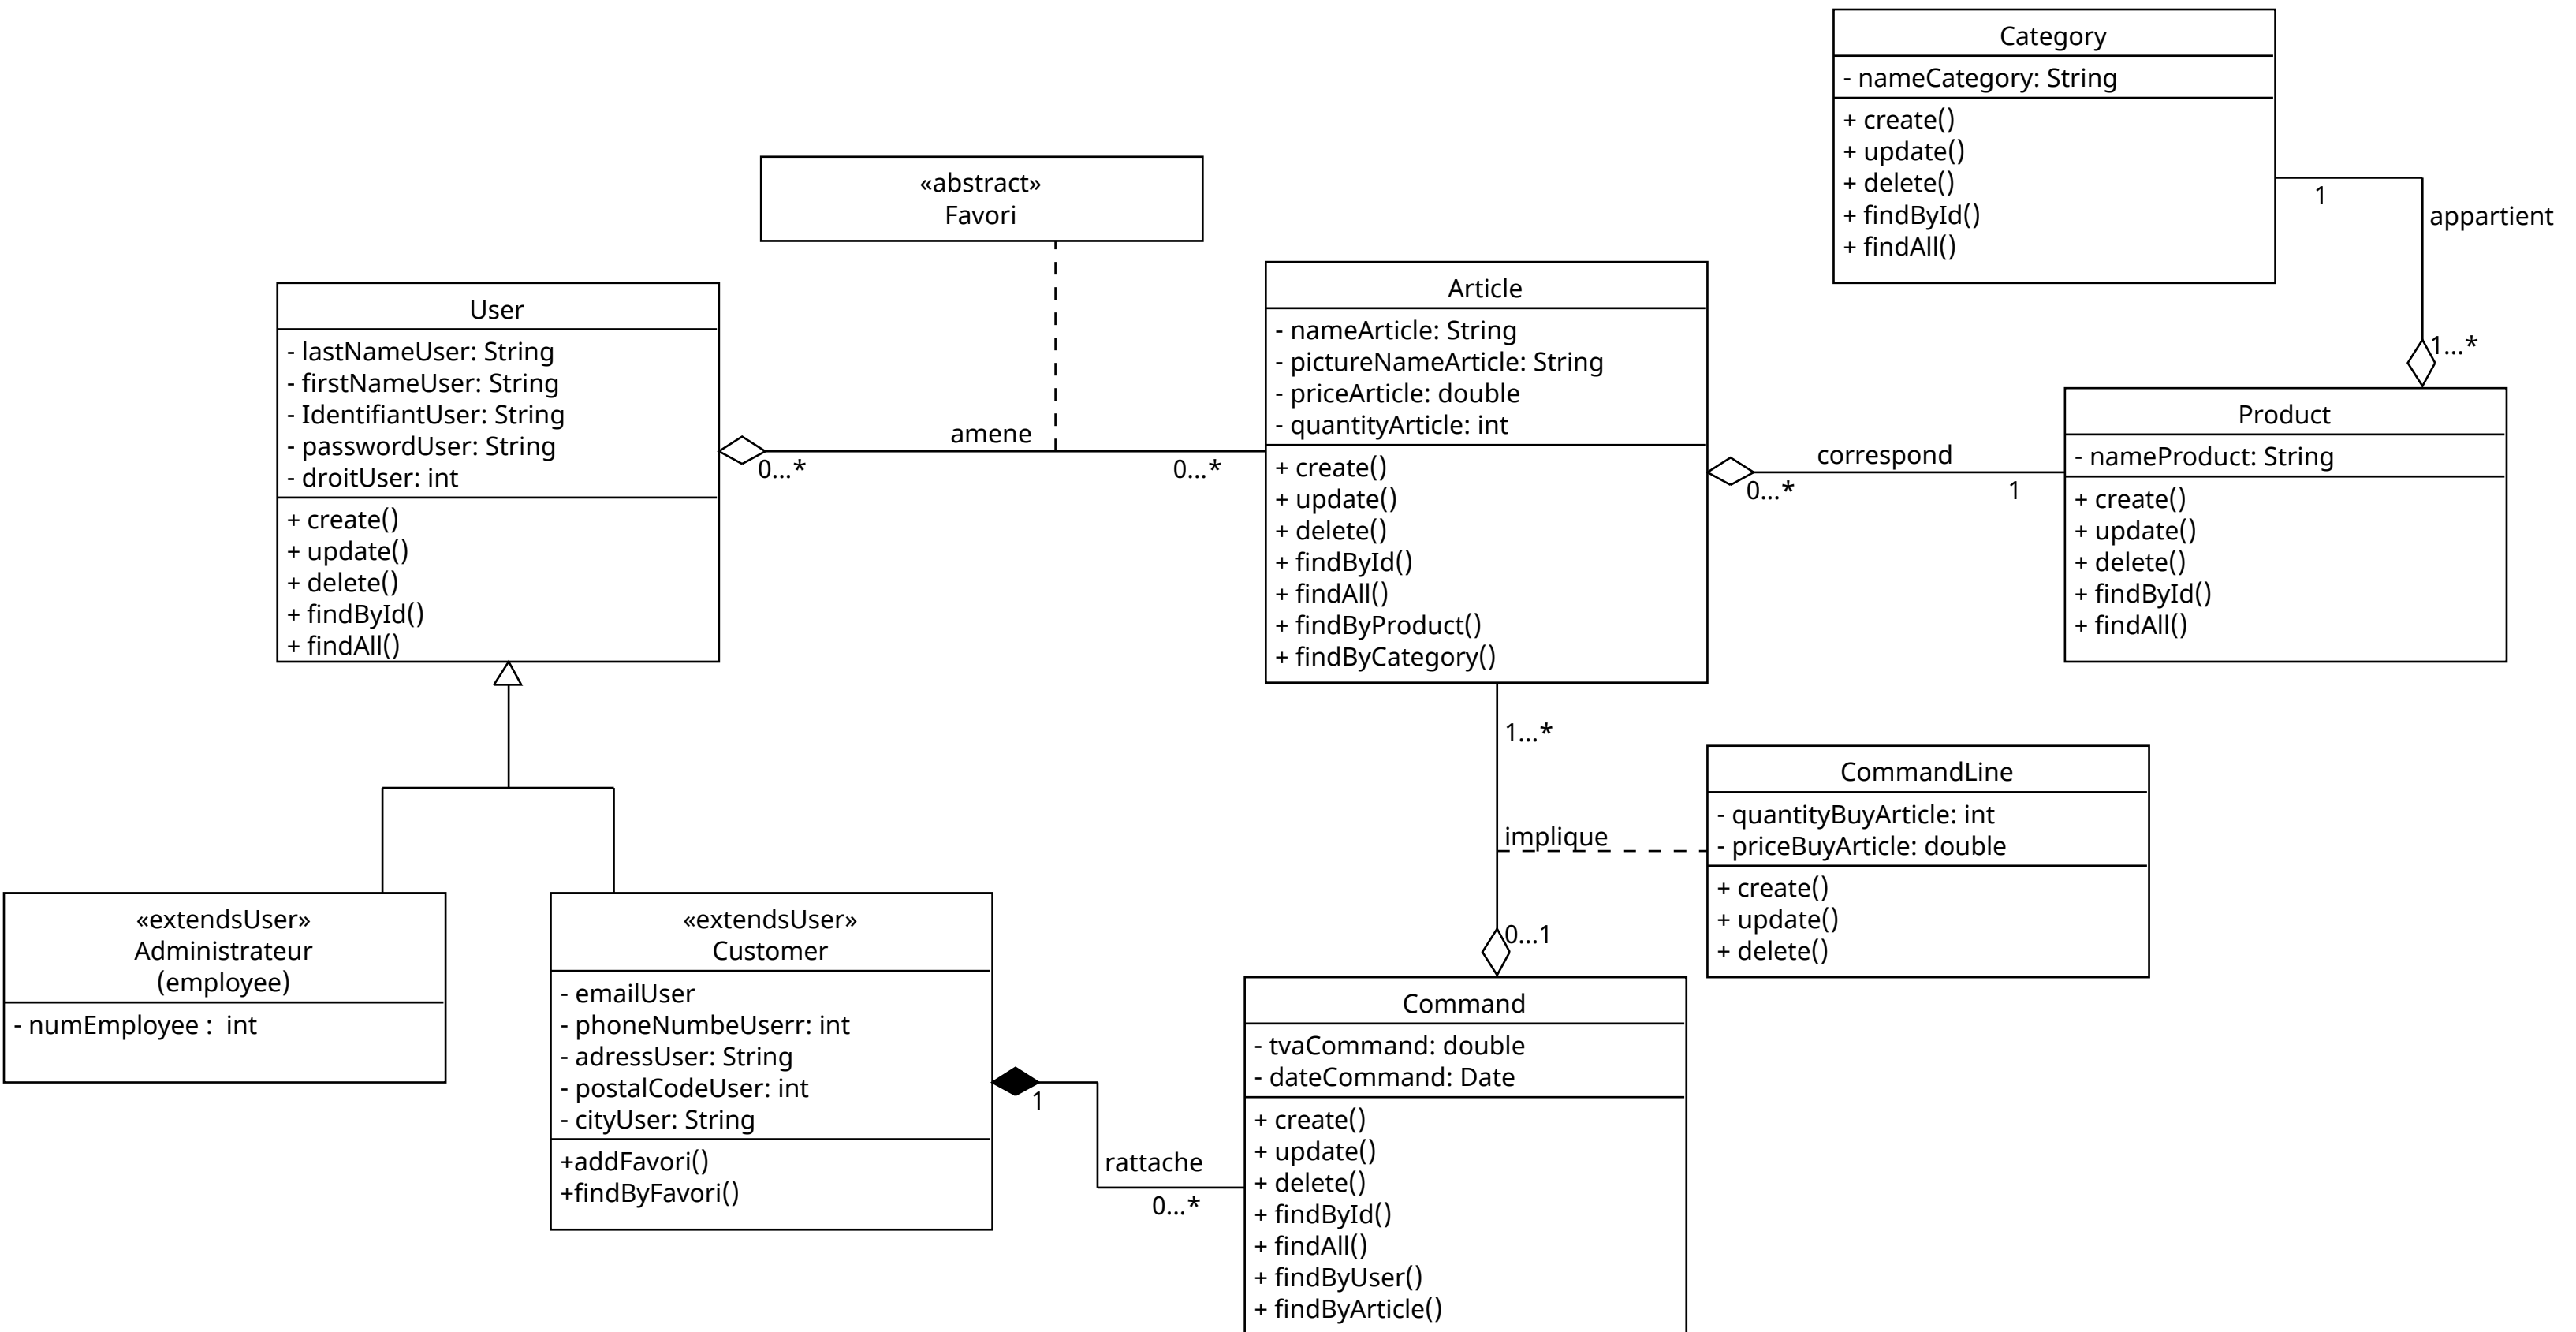 Category
- nameCategory: String
+ create()
+ update()
+ delete()
+ findById()
+ findAll()
1
appartient
1...*
«abstract»
Favori
User
- lastNameUser: String
- firstNameUser: String
- IdentifiantUser: String
- passwordUser: String
- droitUser: int
+ create()
+ update()
+ delete()
+ findById()
+ findAll()
amene
0...*
0...*
Article
- nameArticle: String
- pictureNameArticle: String
- priceArticle: double
- quantityArticle: int
+ create()
+ update()
+ delete()
+ findById()
+ findAll()
+ findByProduct()
+ findByCategory()
correspond
0...*
1
Product
- nameProduct: String
+ create()
+ update()
+ delete()
+ findById()
+ findAll()
1...*
implique
0...1
CommandLine
- quantityBuyArticle: int
- priceBuyArticle: double
+ create()
+ update()
+ delete()
«extendsUser»
Administrateur
(employee)
- numEmployee :  int
«extendsUser»
Customer
- emailUser
- phoneNumbeUserr: int
- adressUser: String
- postalCodeUser: int
- cityUser: String
+addFavori()
+findByFavori()
1
rattache
0...*
Command
- tvaCommand: double
- dateCommand: Date
+ create()
+ update()
+ delete()
+ findById()
+ findAll()
+ findByUser()
+ findByArticle()